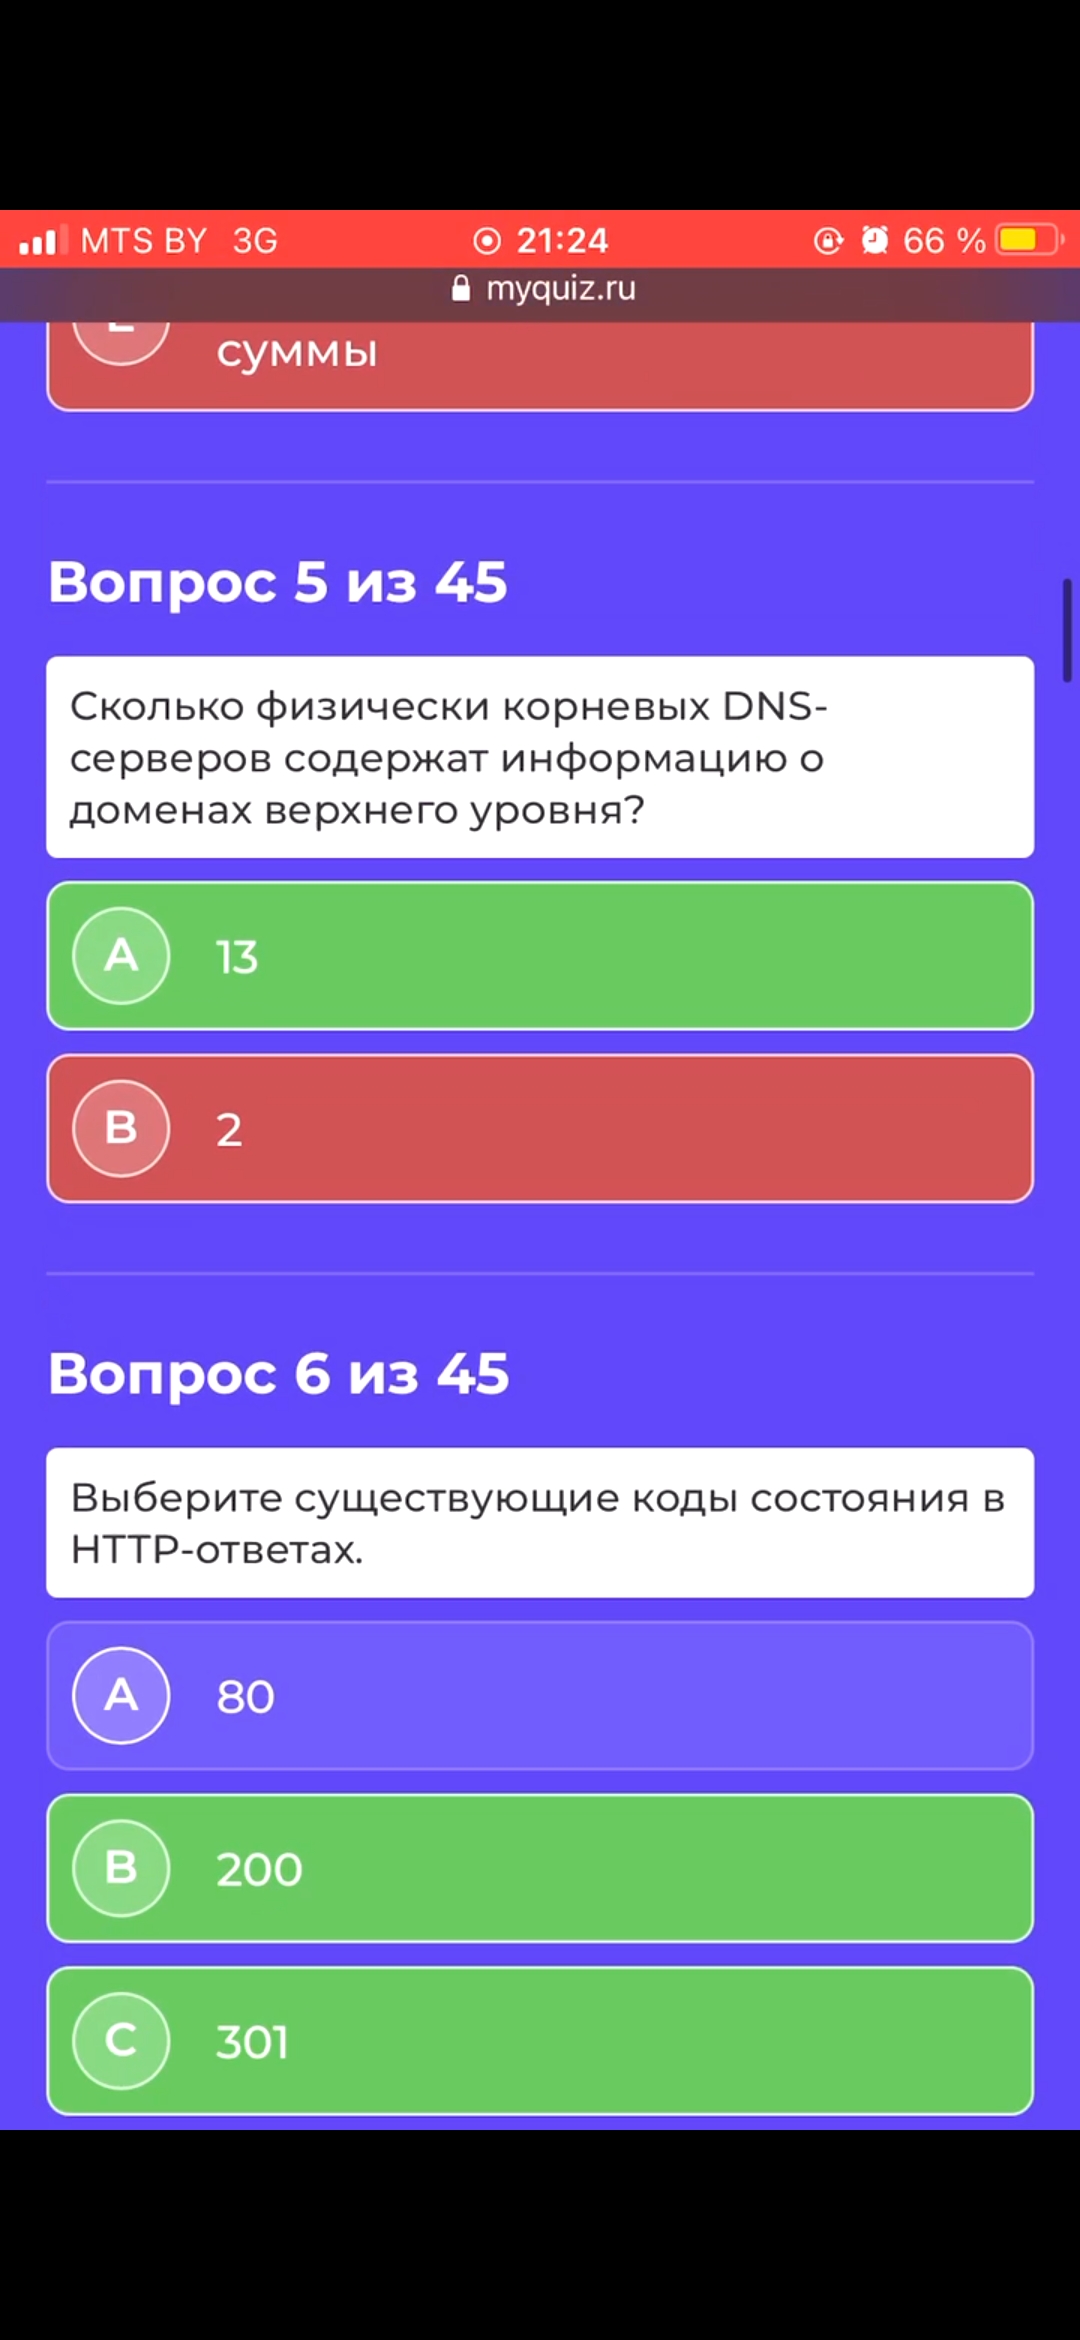 MTS BY 3G 21:24 66 %
myquiz.ru
суммы
Вопрос 5 из 45
Сколько физически корневых DNS-
серверов содержат информацию о
доменах верхнего уровня?
A 13
B 2
Вопрос 6 из 45
Выберите существующие коды состояния в
HTTP-ответах.
A 80
B 200
C 301